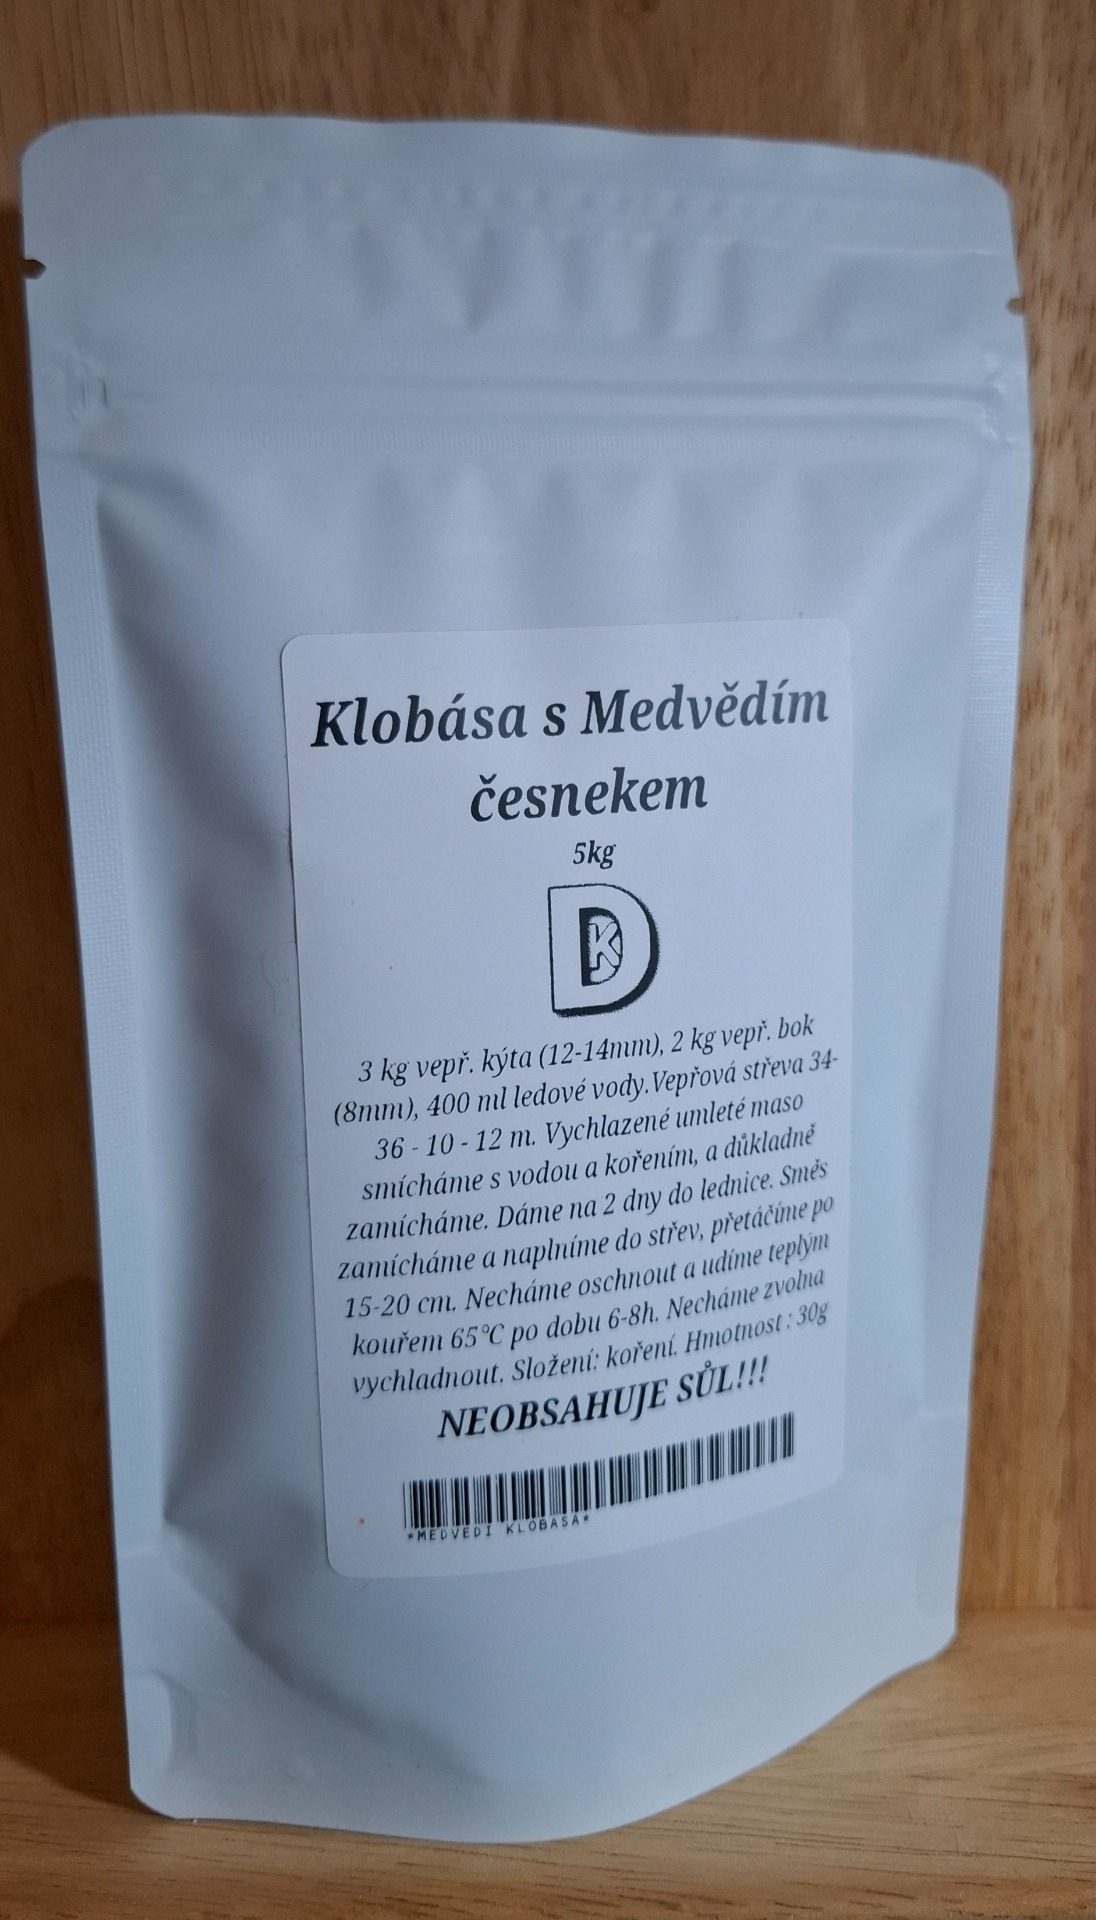 Klobása s Medvědím
česnekem
5kg
DK
3 kg vepř. kýta (12-14mm), 2 kg vepř. bok
(8mm), 400 ml ledové vody.Vepřová střeva 34-
36 - 10 - 12 m. Vychlazené umleté maso
smícháme s vodou a kořením, a důkladně
zamícháme. Dáme na 2 dny do lednice. Směs
zamícháme a naplníme do střev, přetáčíme po
15-20 cm. Necháme oschnout a udíme teplým
kouřem 65°C po dobu 6-8h. Necháme zvolna
vychladnout. Složení: koření. Hmotnost : 30g
NEOBSAHUJE SŮL!!!
*MEDVEDI KLOBASA*